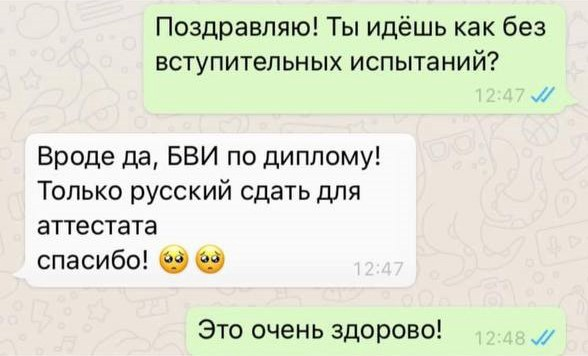 Поздравляю! Ты идёшь как без
вступительных испытаний?
12:47
Вроде да, БВИ по диплому!
Только русский сдать для
аттестата
спасибо! 🥺🥺
12:47
Это очень здорово!
12:48